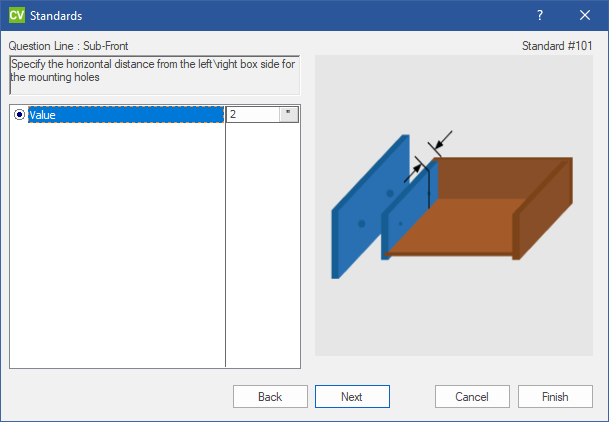 CV Standards ?
Question Line : Sub-Front Standard #101
Specify the horizontal distance from the left\right box side for
the mounting holes
Value 2 "
Back Next Cancel Finish